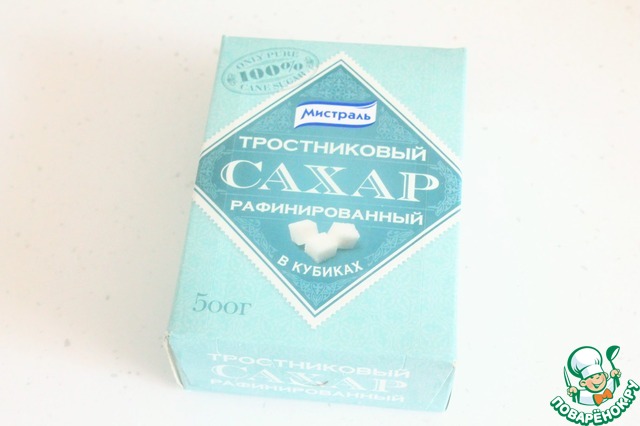 ONLY PURE
100%
CANE SUGAR
Мистраль
ТРОСТНИКОВЫЙ
САХАР
РАФИНИРОВАННЫЙ
В КУБИКАХ
500г
ТРОСТНИКОВЫЙ
САХАР
РАФИНИРОВАННЫЙ
ПОВАРЁНОК.РУ